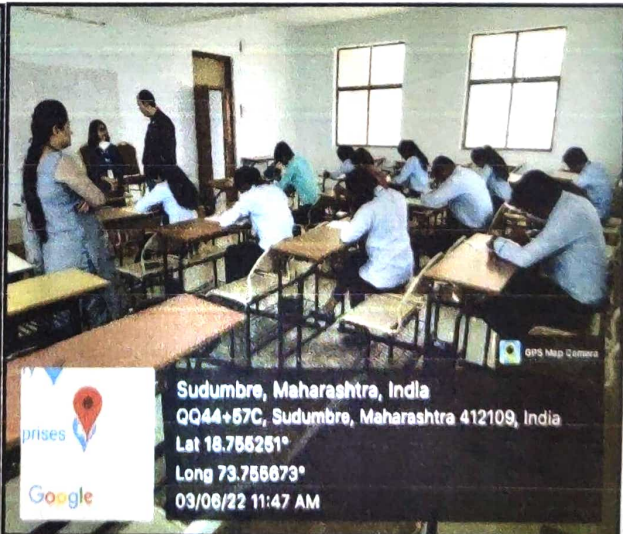 GPS Map Camera
prises
Google
Sudumbre, Maharashtra, India
QQ44+57C, Sudumbre, Maharashtra 412109, India
Lat 18.755251°
Long 73.755673°
03/06/22 11:47 AM